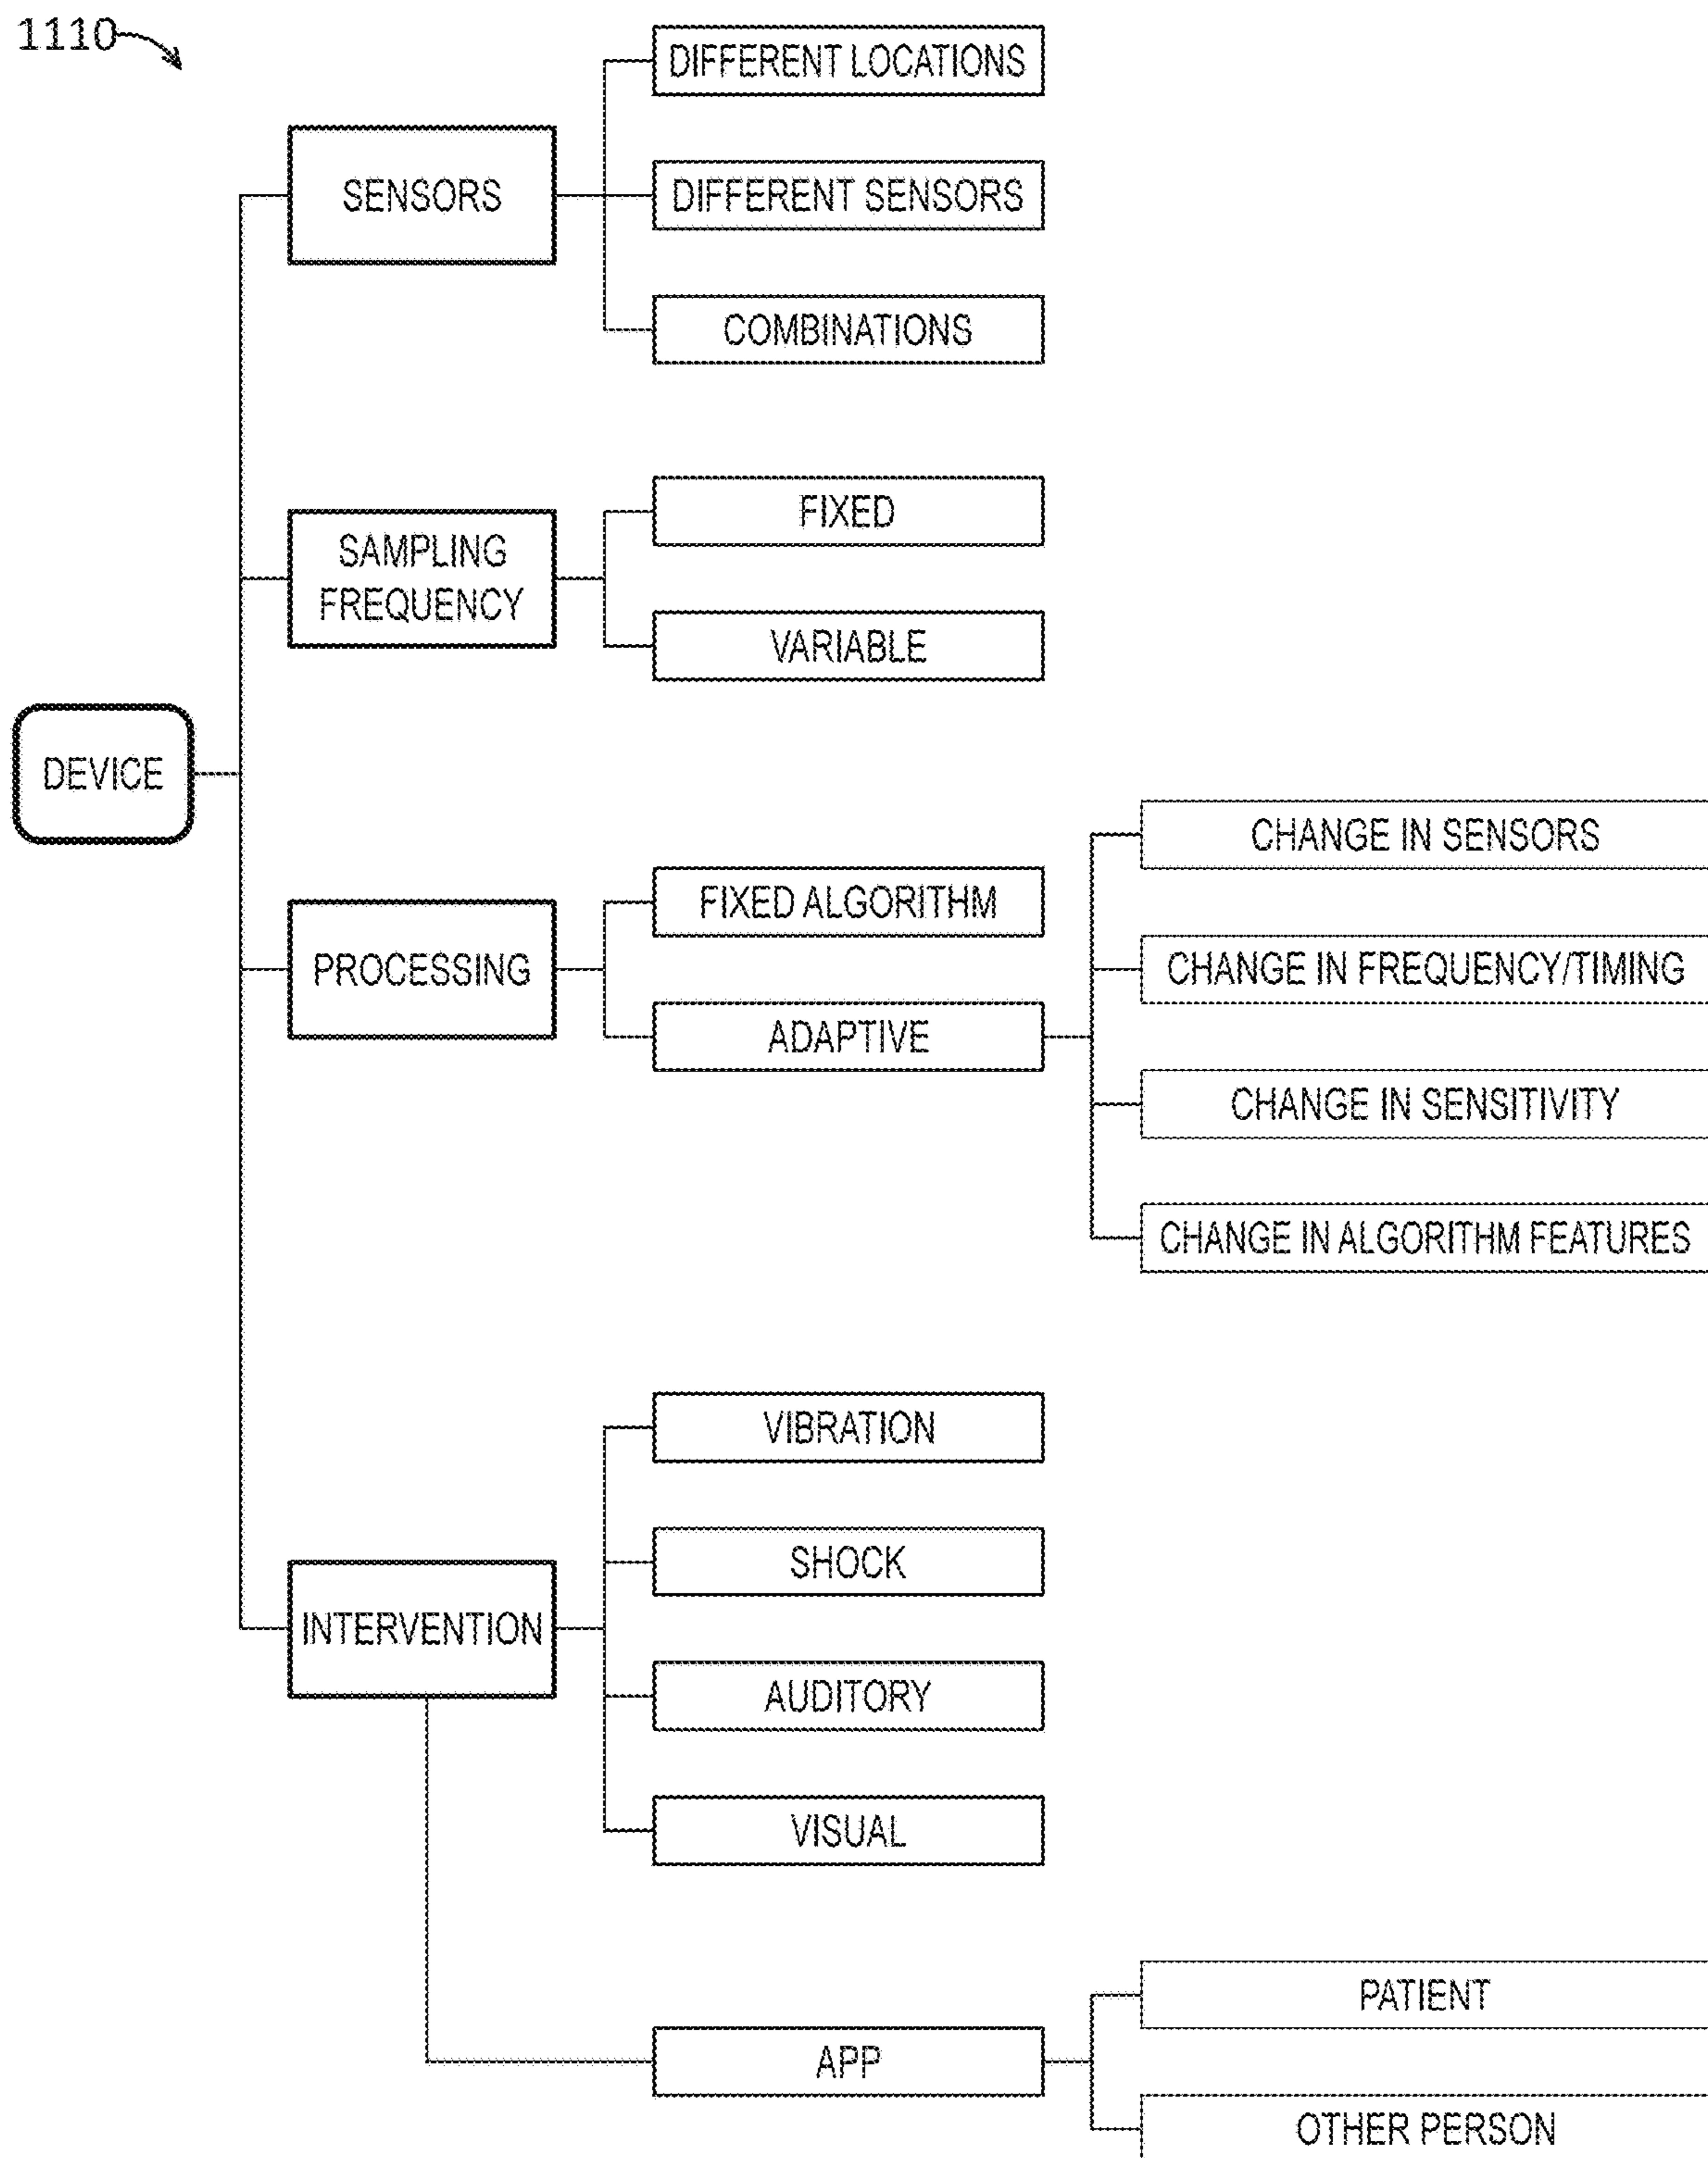 1110
DIFFERENT LOCATIONS
SENSORS
DIFFERENT SENSORS
COMBINATIONS
FIXED
SAMPLING
FREQUENCY
VARIABLE
DEVICE
CHANGE IN SENSORS
FIXED ALGORITHM
PROCESSING
CHANGE IN FREQUENCY/TIMING
ADAPTIVE
CHANGE IN SENSITIVITY
CHANGE IN ALGORITHM FEATURES
VIBRATION
SHOCK
INTERVENTION
AUDITORY
VISUAL
PATIENT
APP
OTHER PERSON